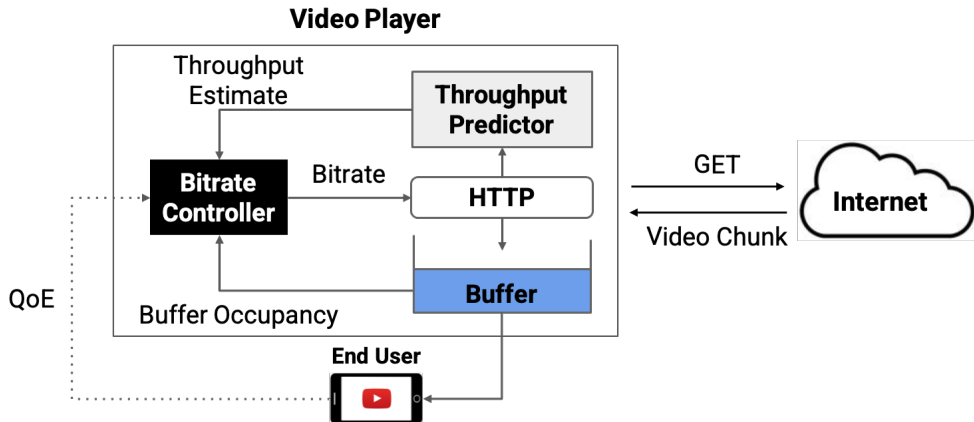 Video Player
Throughput
Estimate
Throughput
Predictor
Bitrate
Controller
Bitrate
HTTP
GET
Internet
Video Chunk
Buffer
QoE
Buffer Occupancy
End User